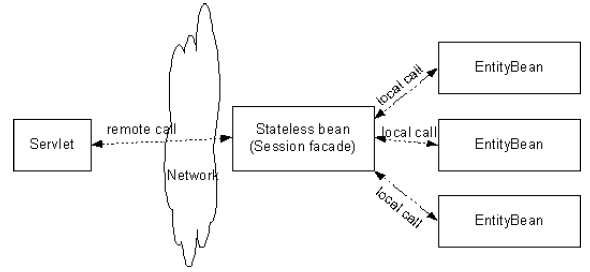 Servlet
remote call
Network
Stateless bean
(Session facade)
local call
EntityBean
local call
EntityBean
local call
EntityBean